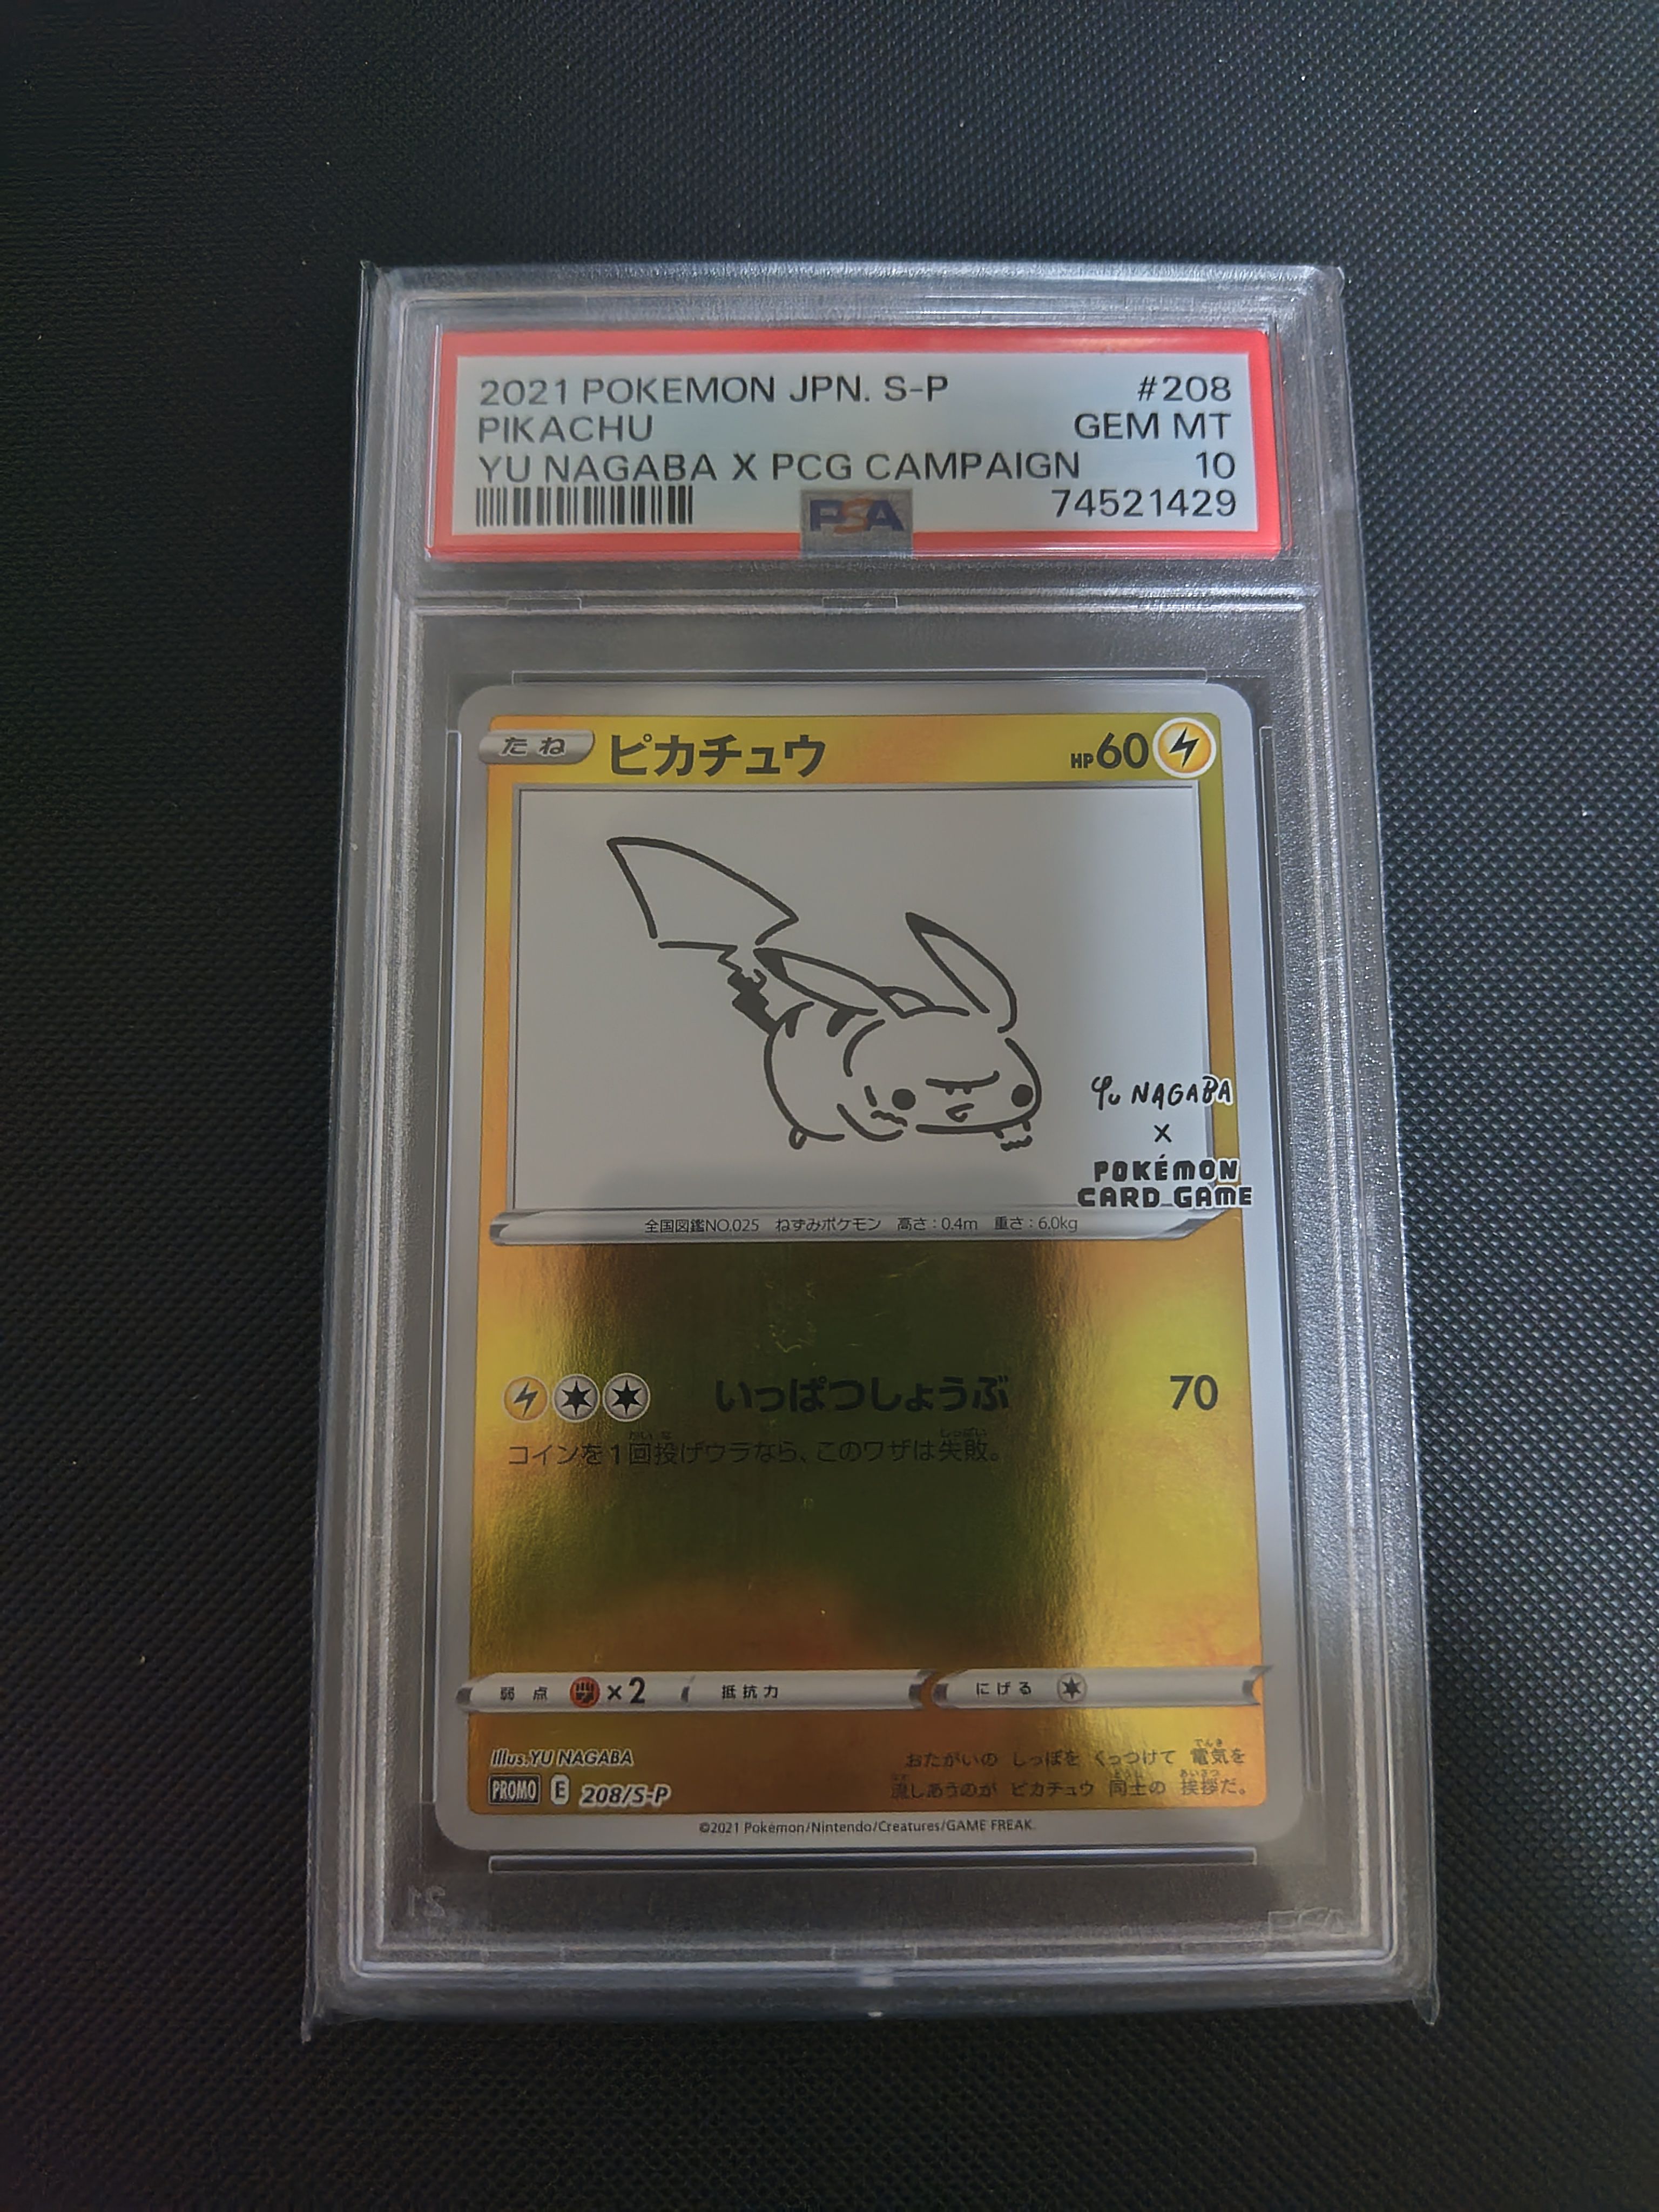 2021 POKEMON JPN. S-P #208
PIKACHU GEM MT
YU NAGABA X PCG CAMPAIGN 10
PSA 74521429
たね ピカチュウ HP60
YU NAGABA
×
POKÉMON
CARD GAME
全国図鑑NO.025 ねずみポケモン 高さ:0.4m 重さ:6.0kg
いっぱつしょうぶ 70
コインを1回投げウラなら、このワザは失敗。
弱点 ×2 抵抗力 にげる
Illus.YU NAGABA
PROMO E 208/S-P
おたがいの しっぽを くっつけて 電気を
流しあうのが ピカチュウ 同士の 挨拶だ。
©2021 Pokémon/Nintendo/Creatures/GAME FREAK.